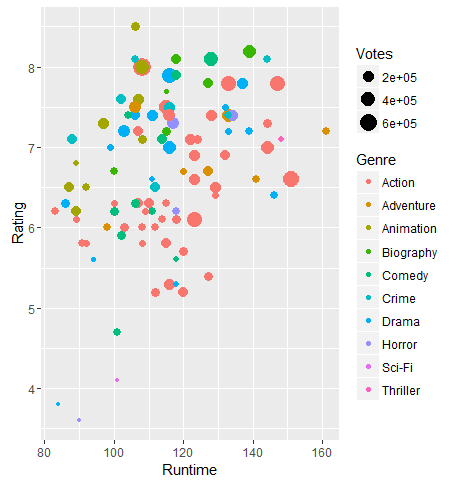 Rating
8
7
6
5
4
80
100
120
140
160
Runtime
Votes
2e+05
4e+05
6e+05
Genre
Action
Adventure
Animation
Biography
Comedy
Crime
Drama
Horror
Sci-Fi
Thriller